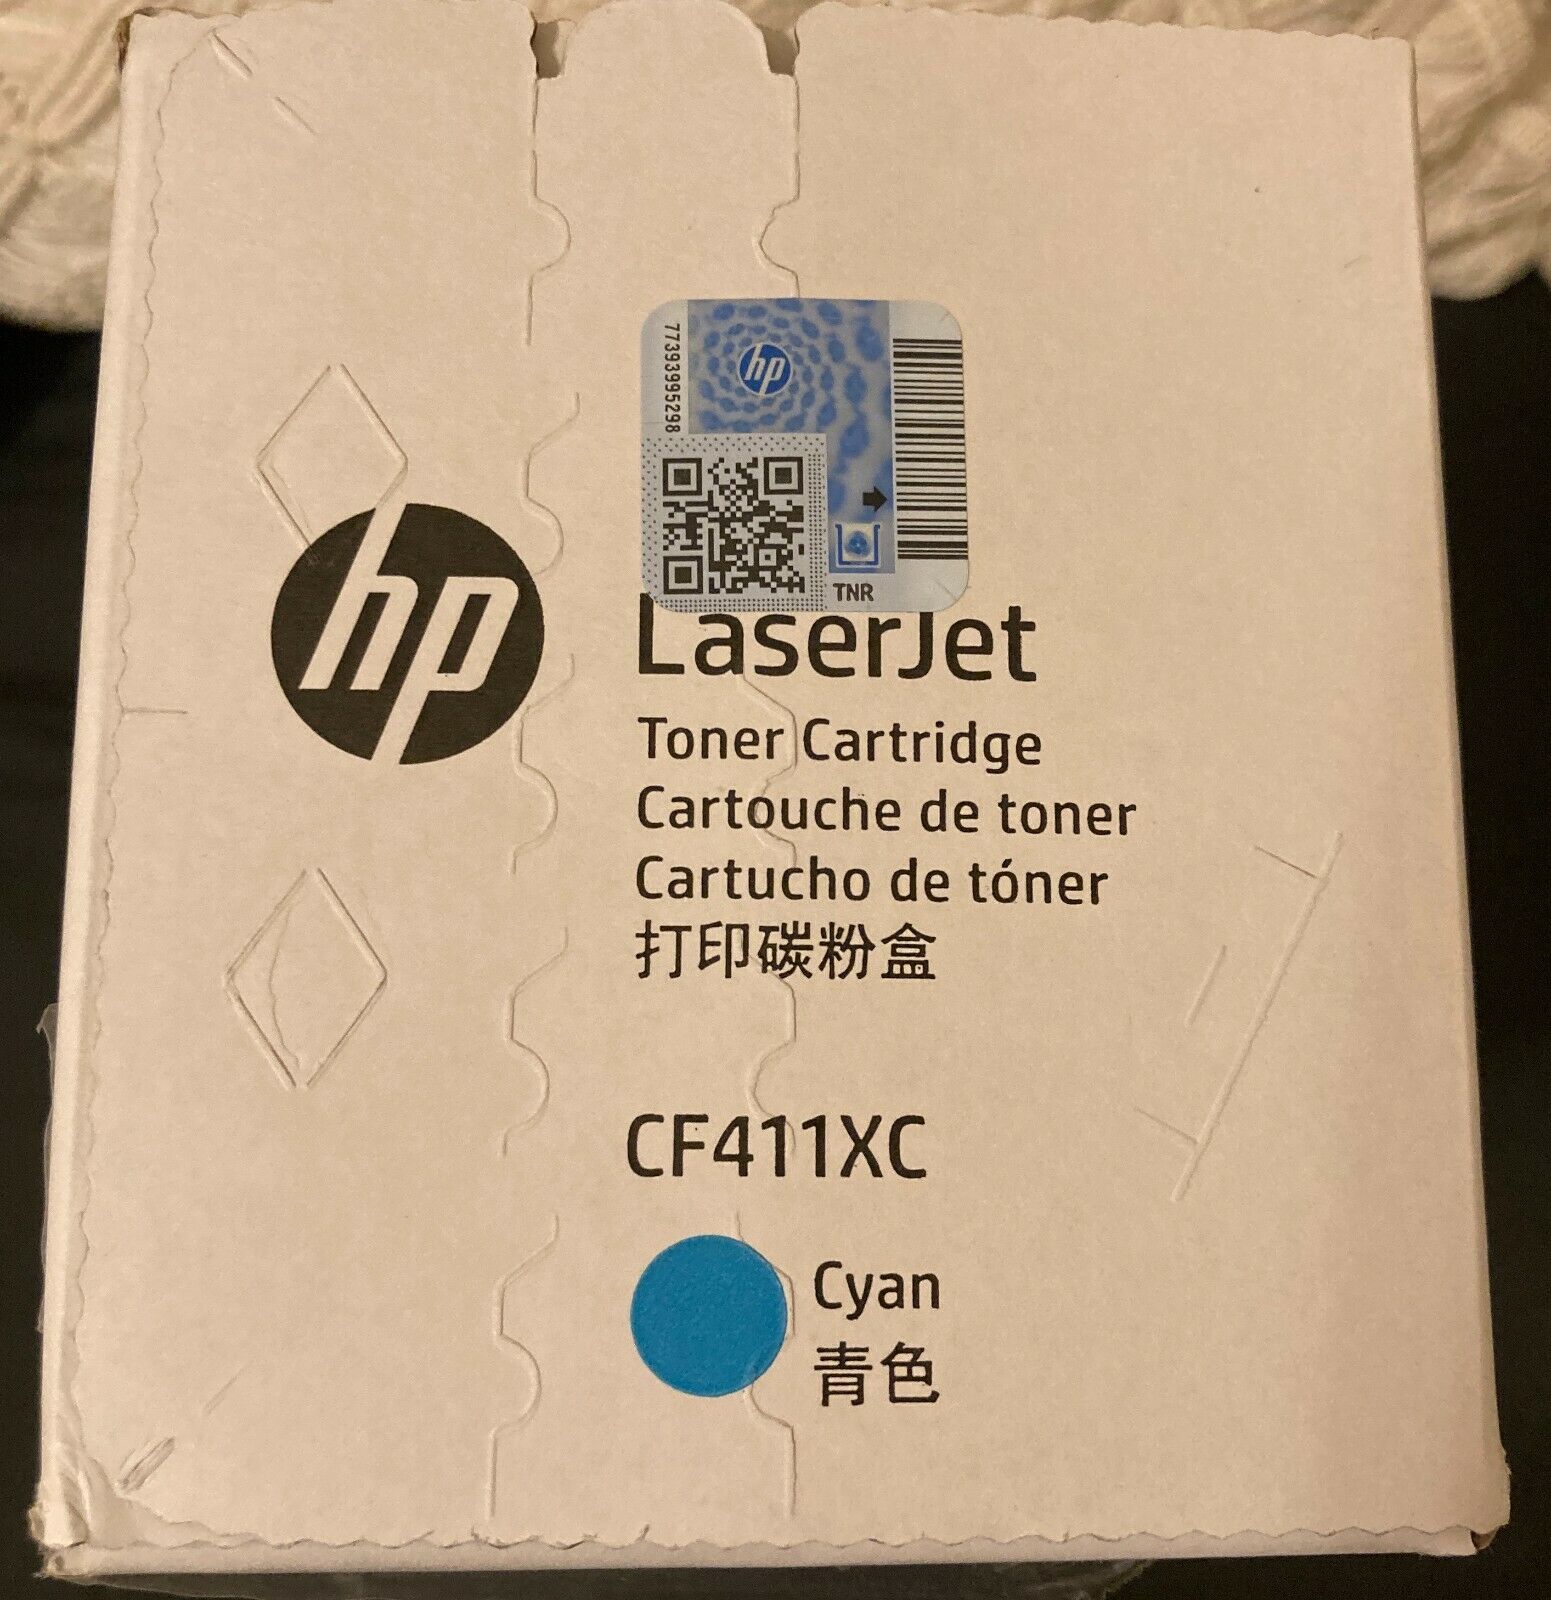 77393995298
hp
TNR
hp
LaserJet
Toner Cartridge
Cartouche de toner
Cartucho de tóner
打印碳粉盒
CF411XC
Cyan
青色